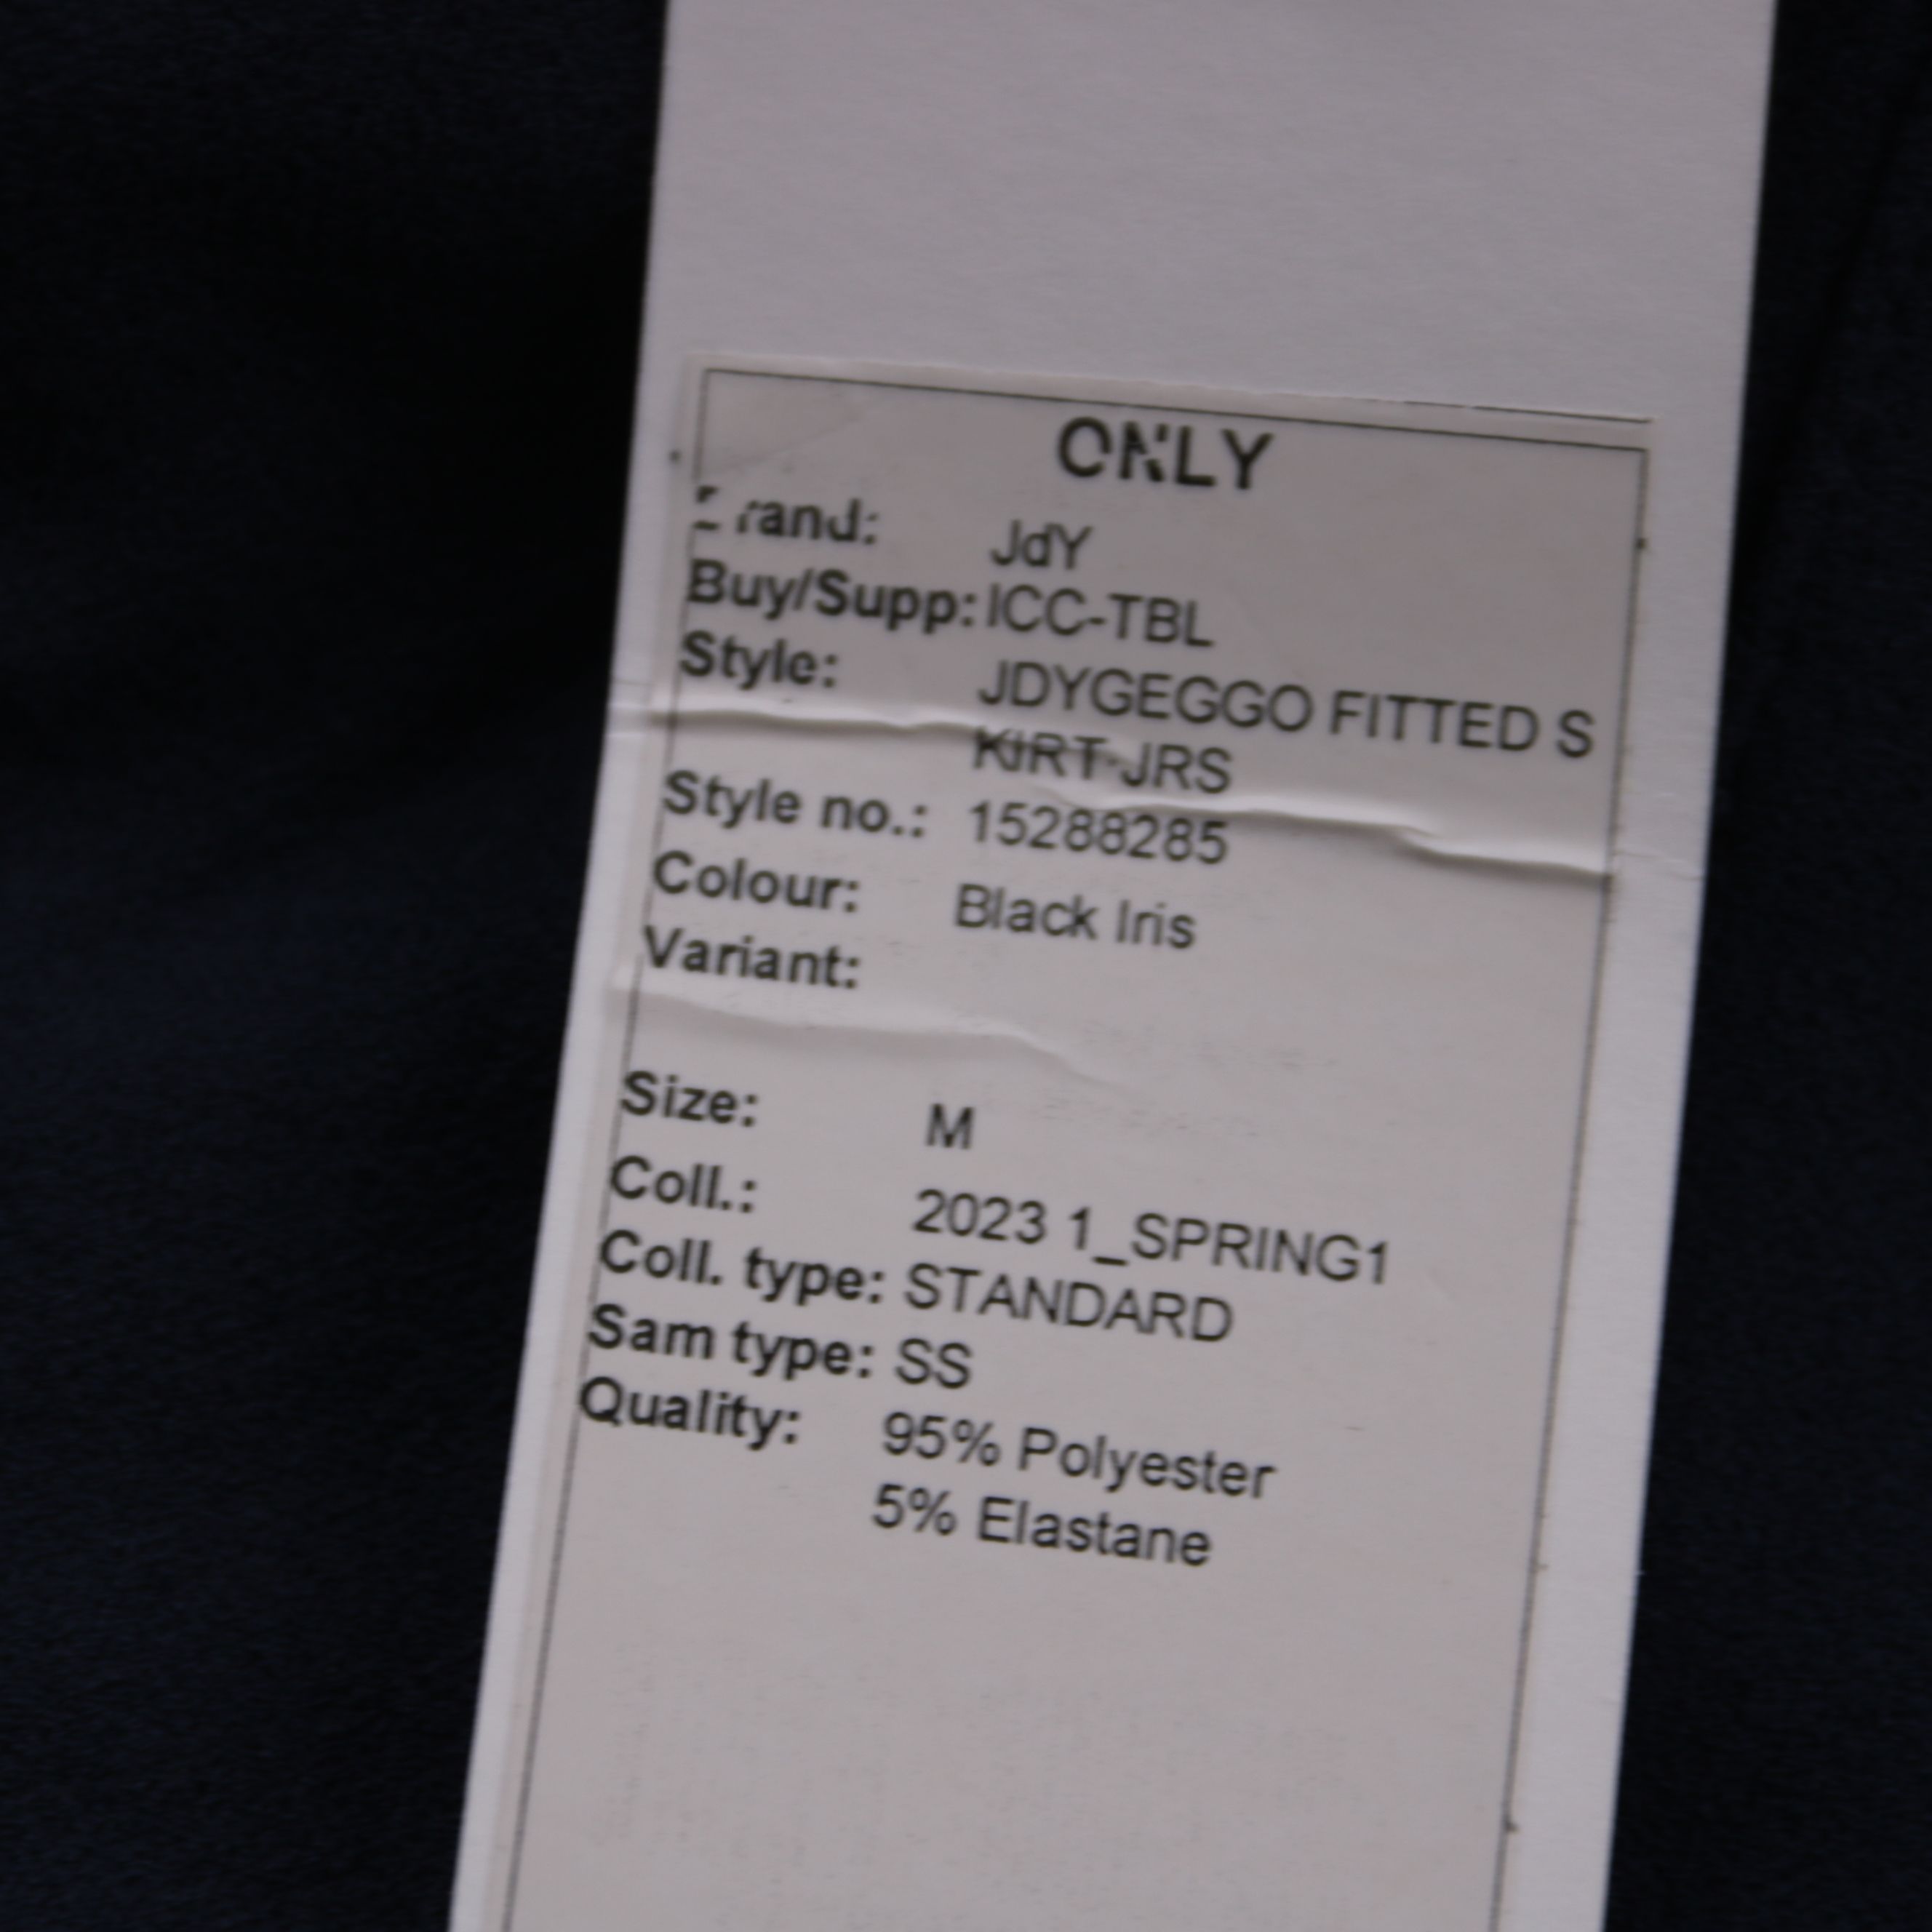 ONLY
Brand: JdY
Buy/Supp: ICC-TBL
Style: JDYGEGGO FITTED S
KIRT JRS
Style no.: 15288285
Colour: Black Iris
Variant:
Size: M
Coll.: 2023 1_SPRING1
Coll. type: STANDARD
Sam type: SS
Quality: 95% Polyester
5% Elastane